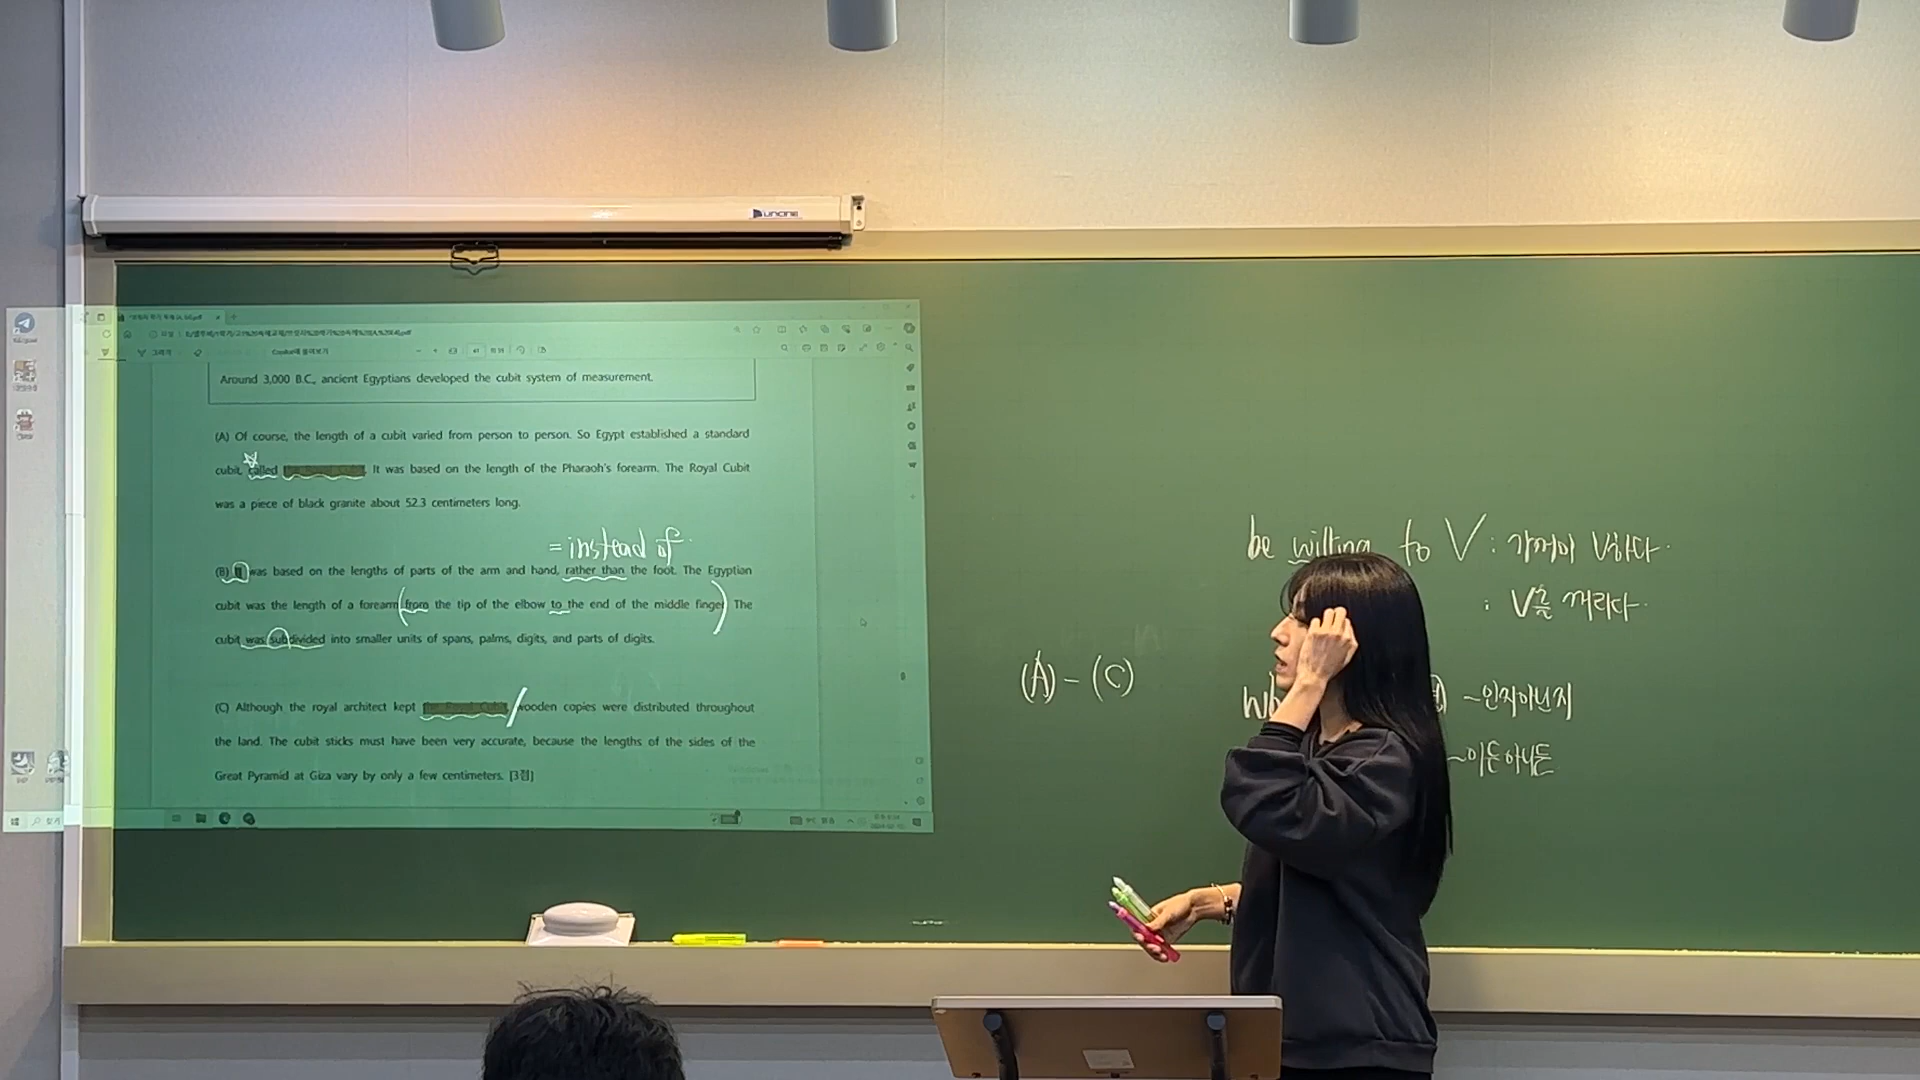 LINCINE
Around 3,000 B.C., ancient Egyptians developed the cubit system of measurement.
(A) Of course, the length of a cubit varied from person to person. So Egypt established a standard
cubit, called It was based on the length of the Pharaoh's forearm. The Royal Cubit
was a piece of black granite about 52.3 centimeters long.
= instead of
(B) It was based on the lengths of parts of the arm and hand, rather than the foot. The Egyptian
cubit was the length of a forearm (from the tip of the elbow to the end of the middle finger) The
cubit was subdivided into smaller units of spans, palms, digits, and parts of digits.
(C) Although the royal architect kept the Royal Cubit, / wooden copies were distributed throughout
the land. The cubit sticks must have been very accurate, because the lengths of the sides of the
Great Pyramid at Giza vary by only a few centimeters. [3점]
(A) - (C)
be willing to V : 기꺼이 V하다.
: V를 꺼리다.
wh ~인지아닌지
~이든아니든